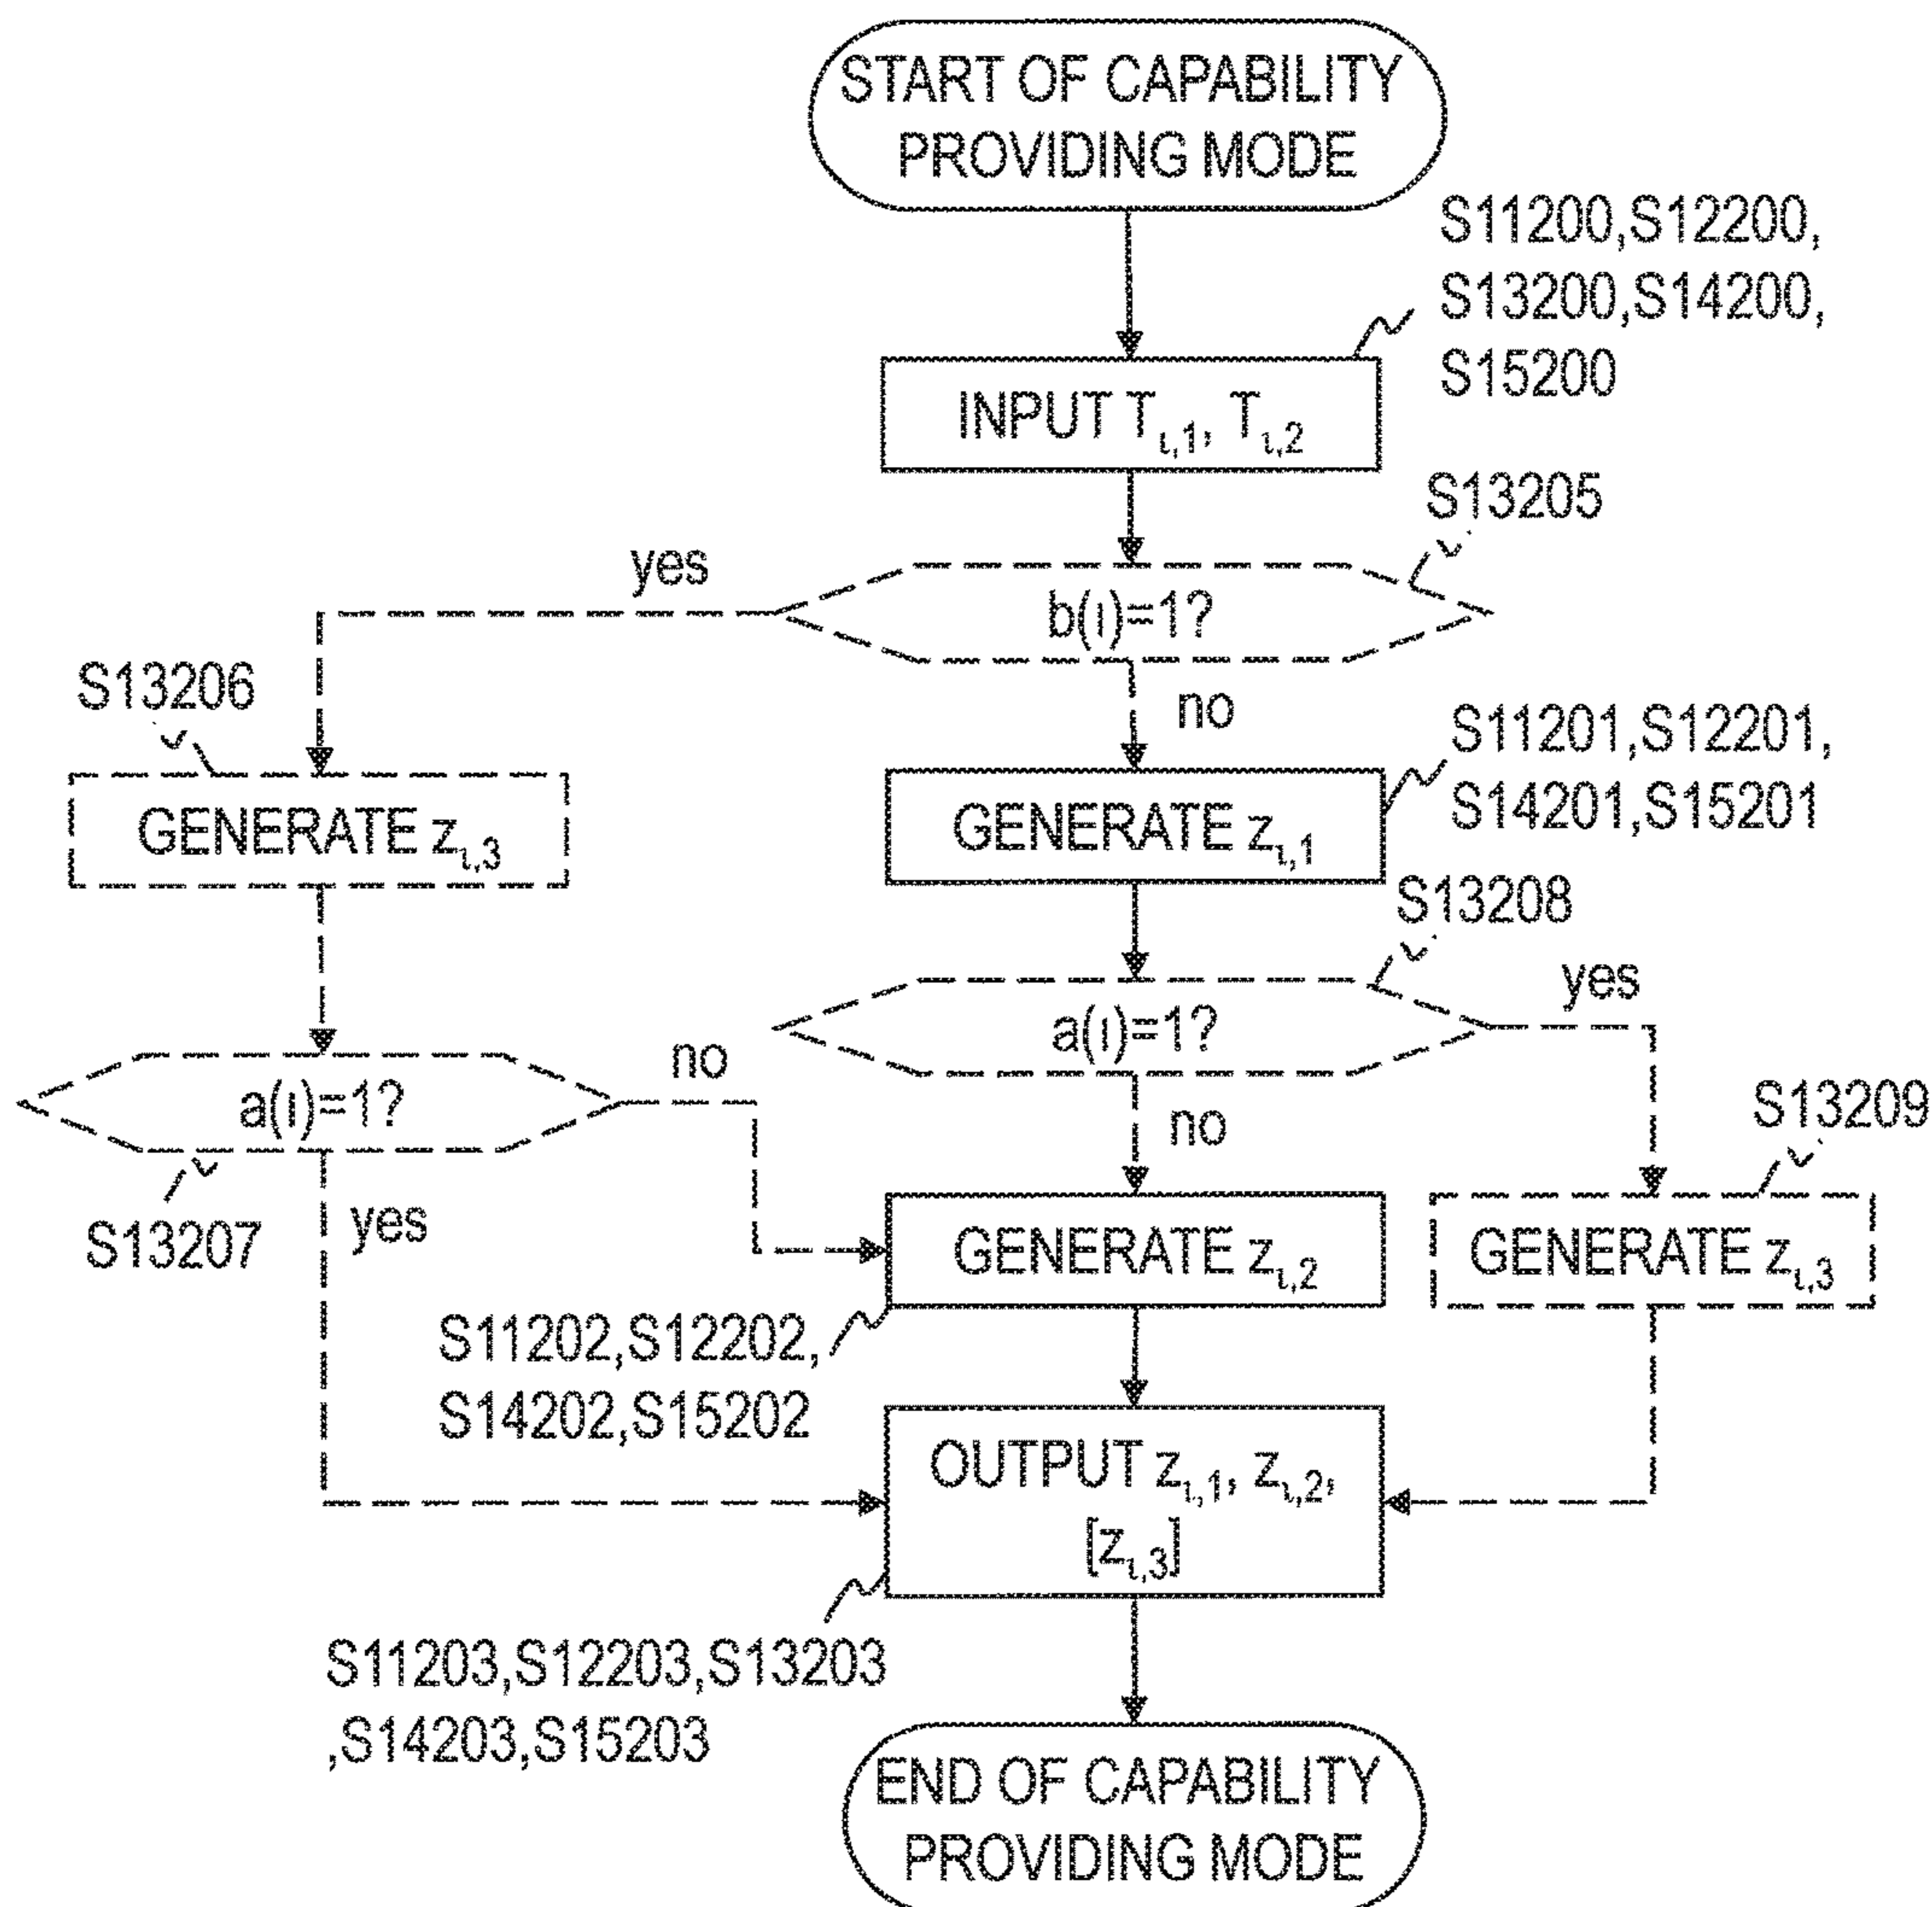 START OF CAPABILITY
PROVIDING MODE
S11200,S12200,
S13200,S14200,
S15200
INPUT Tι,1, Tι,2
S13205
yes
b(ι)=1?
no
S13206
S11201,S12201,
S14201,S15201
GENERATE zι,3
GENERATE zι,1
S13208
yes
a(ι)=1?
no
a(ι)=1?
no
S13209
S13207
yes
GENERATE zι,2
GENERATE zι,3
S11202,S12202,
S14202,S15202
OUTPUT zι,1, zι,2,
[zι,3]
S11203,S12203,S13203
,S14203,S15203
END OF CAPABILITY
PROVIDING MODE